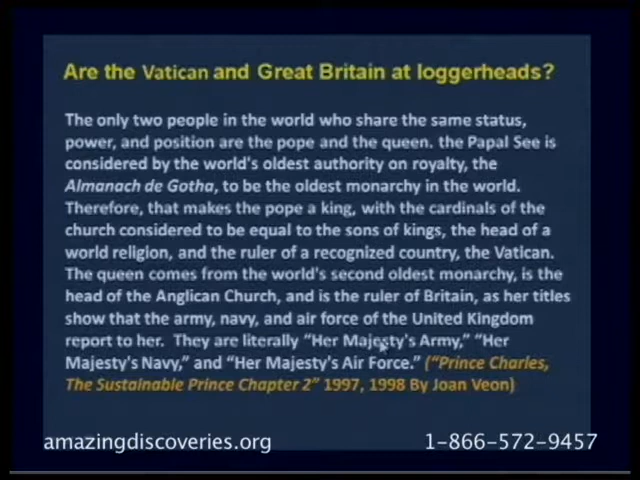 Are the Vatican and Great Britain at loggerheads?
The only two people in the world who share the same status,
power, and position are the pope and the queen. the Papal See is
considered by the world's oldest authority on royalty, the
Almanach de Gotha, to be the oldest monarchy in the world.
Therefore, that makes the pope a king, with the cardinals of the
church considered to be equal to the sons of kings, the head of a
world religion, and the ruler of a recognized country, the Vatican.
The queen comes from the world's second oldest monarchy, is the
head of the Anglican Church, and is the ruler of Britain, as her titles
show that the army, navy, and air force of the United Kingdom
report to her. They are literally "Her Majesty's Army," "Her
Majesty's Navy," and "Her Majesty's Air Force." ("Prince Charles,
The Sustainable Prince Chapter 2" 1997, 1998 By Joan Veon)
amazingdiscoveries.org 1-866-572-9457